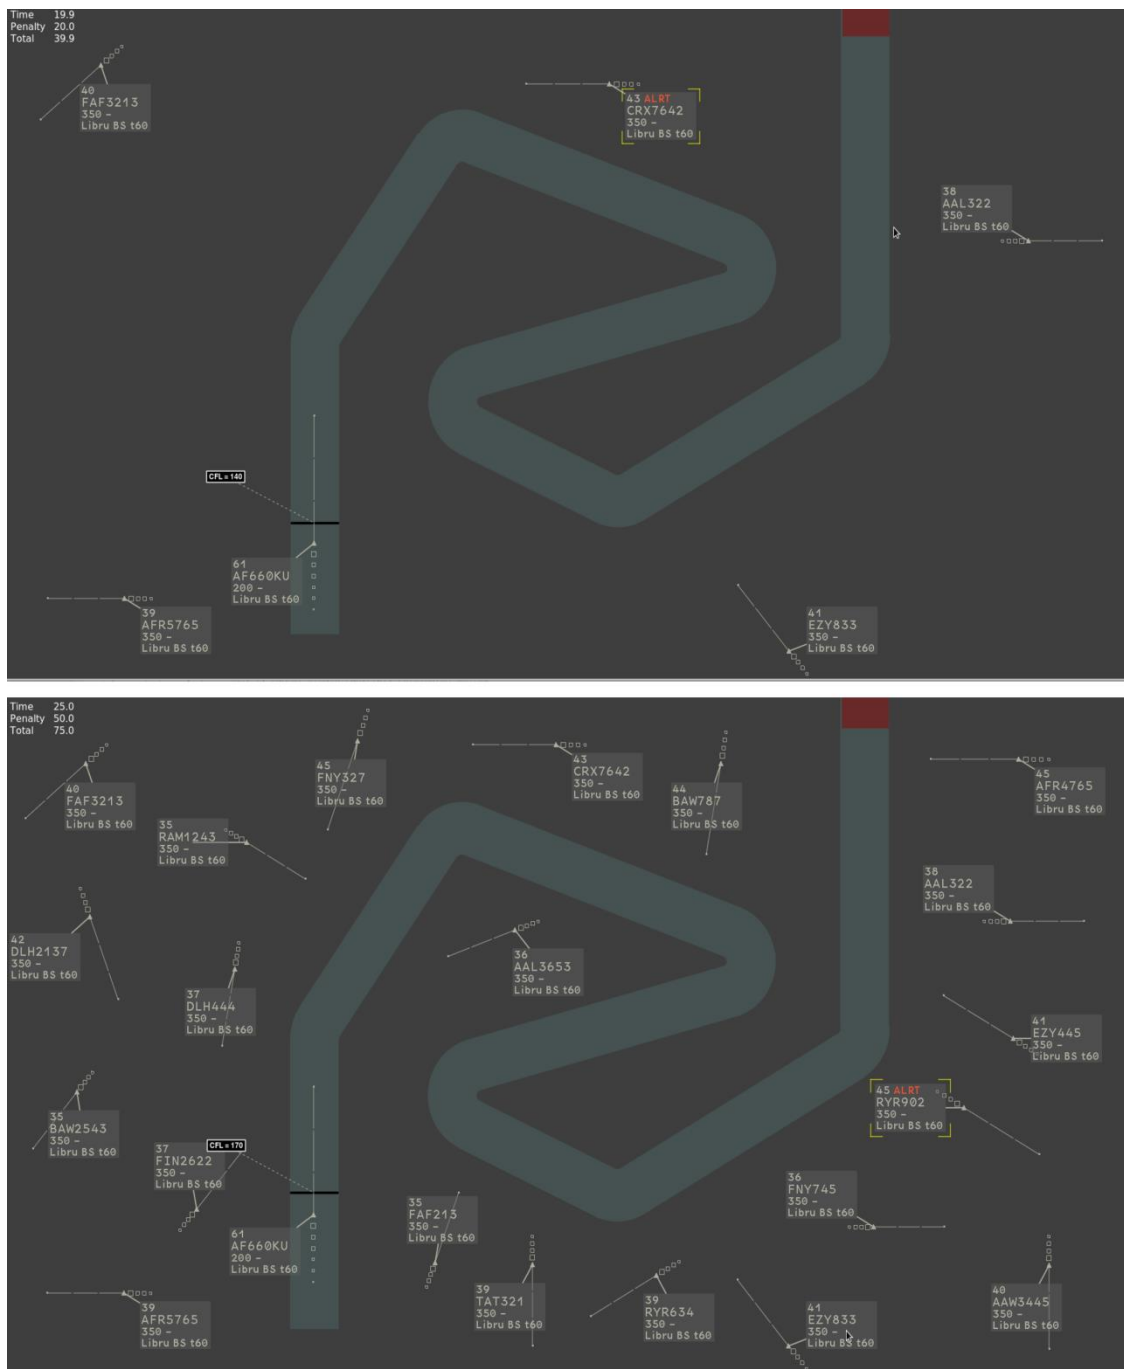 Time 19.9
Penalty 20.0
Total 39.9
40
FAF3213
350 -
Libru BS t60
43 ALRT
CRX7642
350 -
Libru BS t60
38
AAL322
350 -
Libru BS t60
CFL = 140
61
AF660KU
200 -
Libru BS t60
39
AFR5765
350 -
Libru BS t60
41
EZY833
350 -
Libru BS t60
Time 25.0
Penalty 50.0
Total 75.0
40
FAF3213
350 -
Libru BS t60
45
FNY327
350 -
Libru BS t60
43
CRX7642
350 -
Libru BS t60
44
BAW787
350 -
Libru BS t60
45
AFR4765
350 -
Libru BS t60
35
RAM1243
350 -
Libru BS t60
38
AAL322
350 -
Libru BS t60
42
DLH2137
350 -
Libru BS t60
36
AAL3653
350 -
Libru BS t60
37
DLH444
350 -
Libru BS t60
41
EZY445
350 -
Libru BS t60
45 ALRT
RYR902
350 -
Libru BS t60
35
BAW2543
350 -
Libru BS t60
37
FIN2622
350 -
Libru BS t60
CFL = 170
36
FNY745
350 -
Libru BS t60
35
FAF213
350 -
Libru BS t60
61
AF660KU
200 -
Libru BS t60
39
TAT321
350 -
Libru BS t60
39
RYR634
350 -
Libru BS t60
40
AAW3445
350 -
Libru BS t60
39
AFR5765
350 -
Libru BS t60
41
EZY833
350 -
Libru BS t60